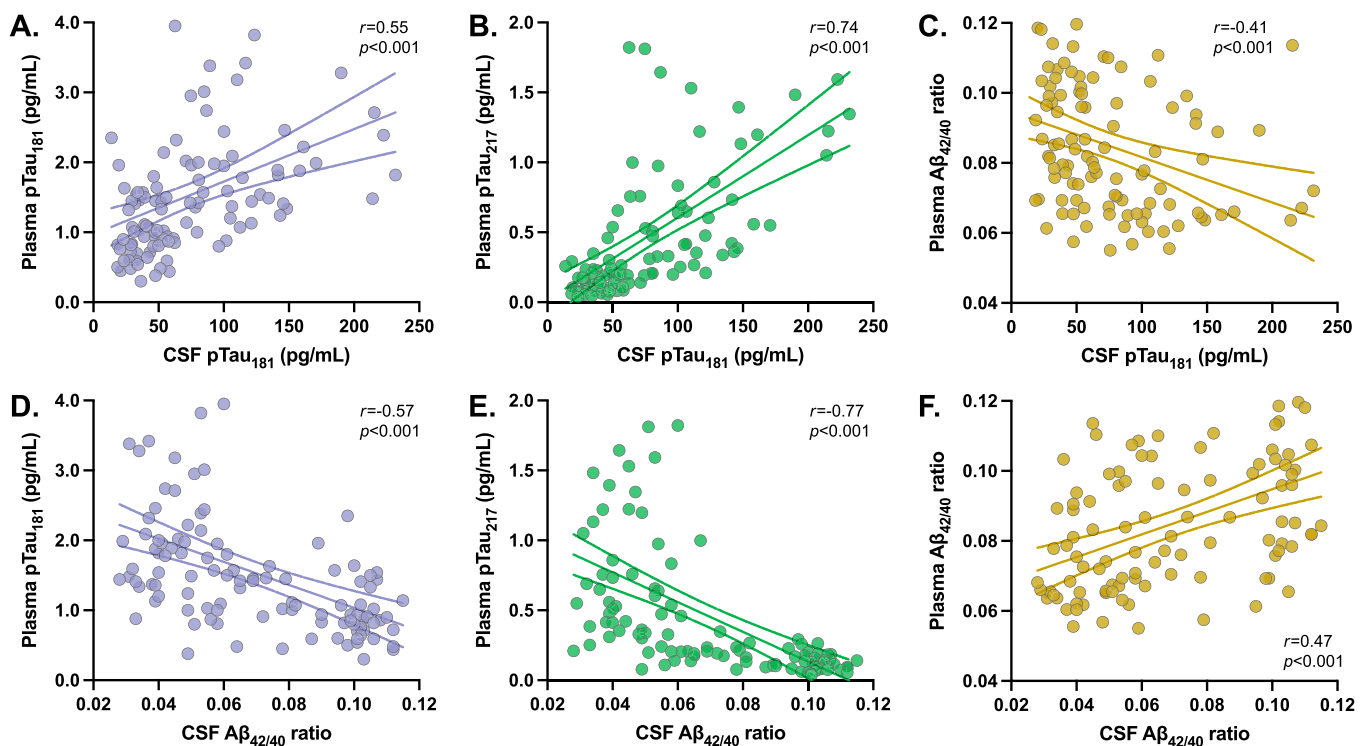 A.
r=0.55
p<0.001
Plasma pTau181 (pg/mL)
4.0
3.0
2.0
1.0
0.0
0 50 100 150 200 250
CSF pTau181 (pg/mL)
B.
r=0.74
p<0.001
Plasma pTau217 (pg/mL)
2.0
1.5
1.0
0.5
0.0
0 50 100 150 200 250
CSF pTau181 (pg/mL)
C.
r=-0.41
p<0.001
Plasma Aβ42/40 ratio
0.12
0.10
0.08
0.06
0.04
0 50 100 150 200 250
CSF pTau181 (pg/mL)
D.
r=-0.57
p<0.001
Plasma pTau181 (pg/mL)
4.0
3.0
2.0
1.0
0.0
0.02 0.04 0.06 0.08 0.10 0.12
CSF Aβ42/40 ratio
E.
r=-0.77
p<0.001
Plasma pTau217 (pg/mL)
2.0
1.5
1.0
0.5
0.0
0.02 0.04 0.06 0.08 0.10 0.12
CSF Aβ42/40 ratio
F.
Plasma Aβ42/40 ratio
0.12
0.10
0.08
0.06
0.04
r=0.47
p<0.001
0.02 0.04 0.06 0.08 0.10 0.12
CSF Aβ42/40 ratio